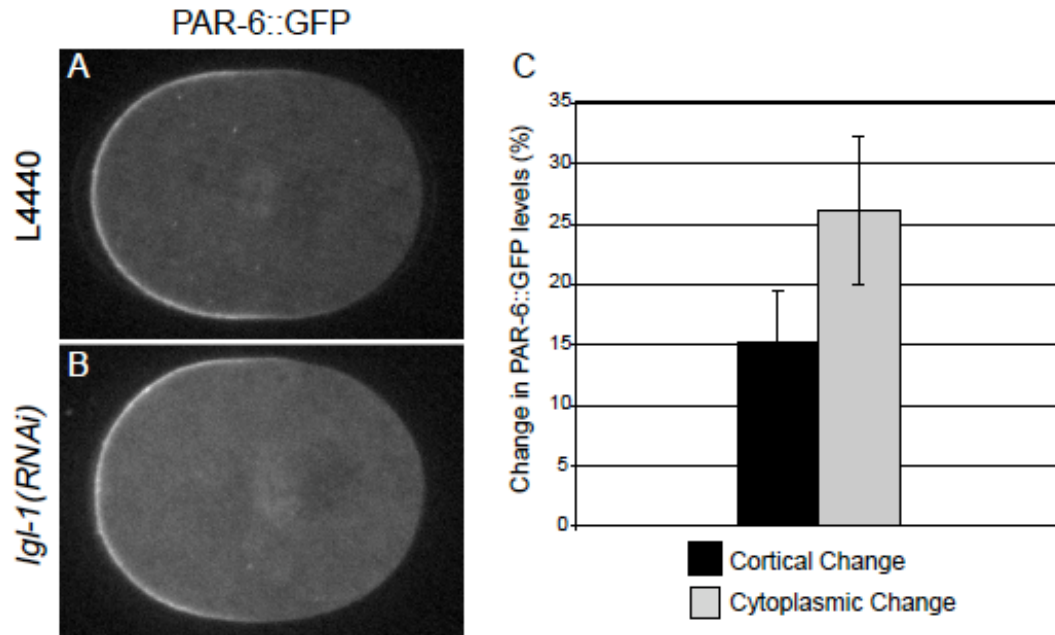 PAR-6::GFP
A
L4440
B
lgl-1(RNAi)
C
Change in PAR-6::GFP levels (%)
35
30
25
20
15
10
5
0
Cortical Change
Cytoplasmic Change